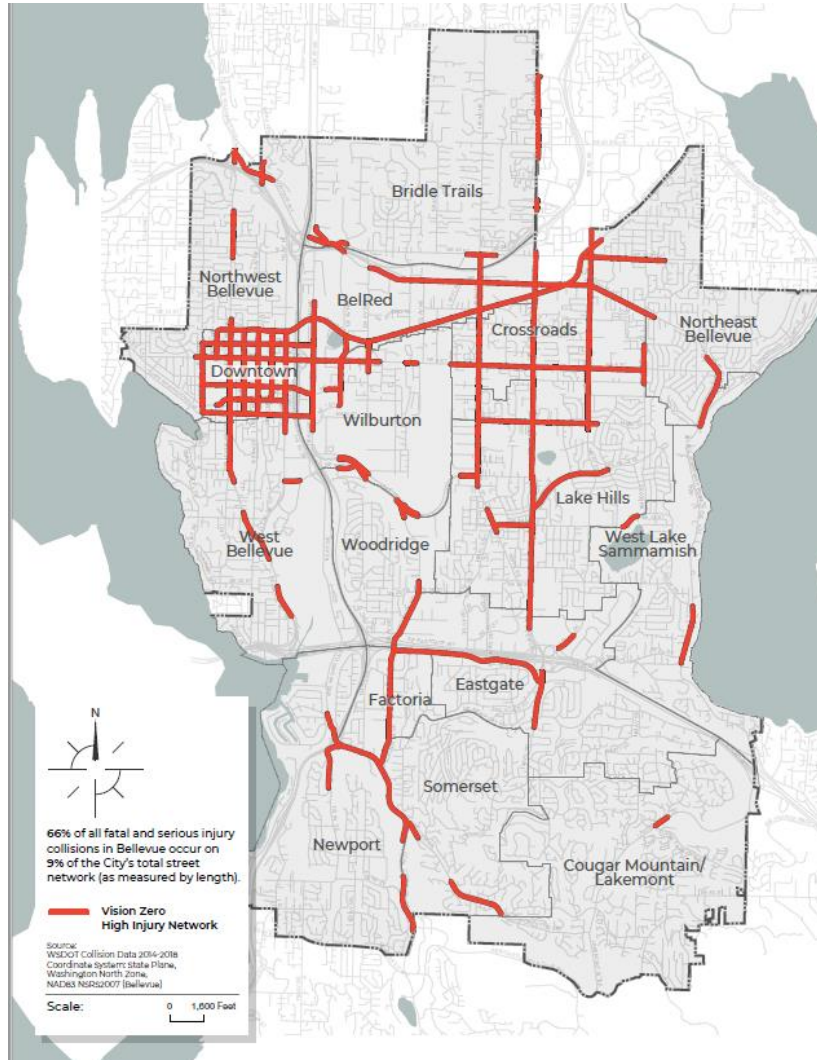 Bridle Trails
Northwest
Bellevue
BelRed
Crossroads
Northeast
Bellevue
Downtown
Wilburton
Lake Hills
West
Bellevue
Woodridge
West Lake
Sammamish
Factoria
Eastgate
Somerset
Newport
Cougar Mountain/
Lakemont
N
66% of all fatal and serious injury
collisions in Bellevue occur on
9% of the City's total street
network (as measured by length).
Vision Zero
High Injury Network
Source:
WSDOT Collision Data 2014-2018
Coordinate System: State Plane,
Washington North Zone,
NAD83 NSRS2007 (Bellevue)
Scale:
0 1,600 Feet